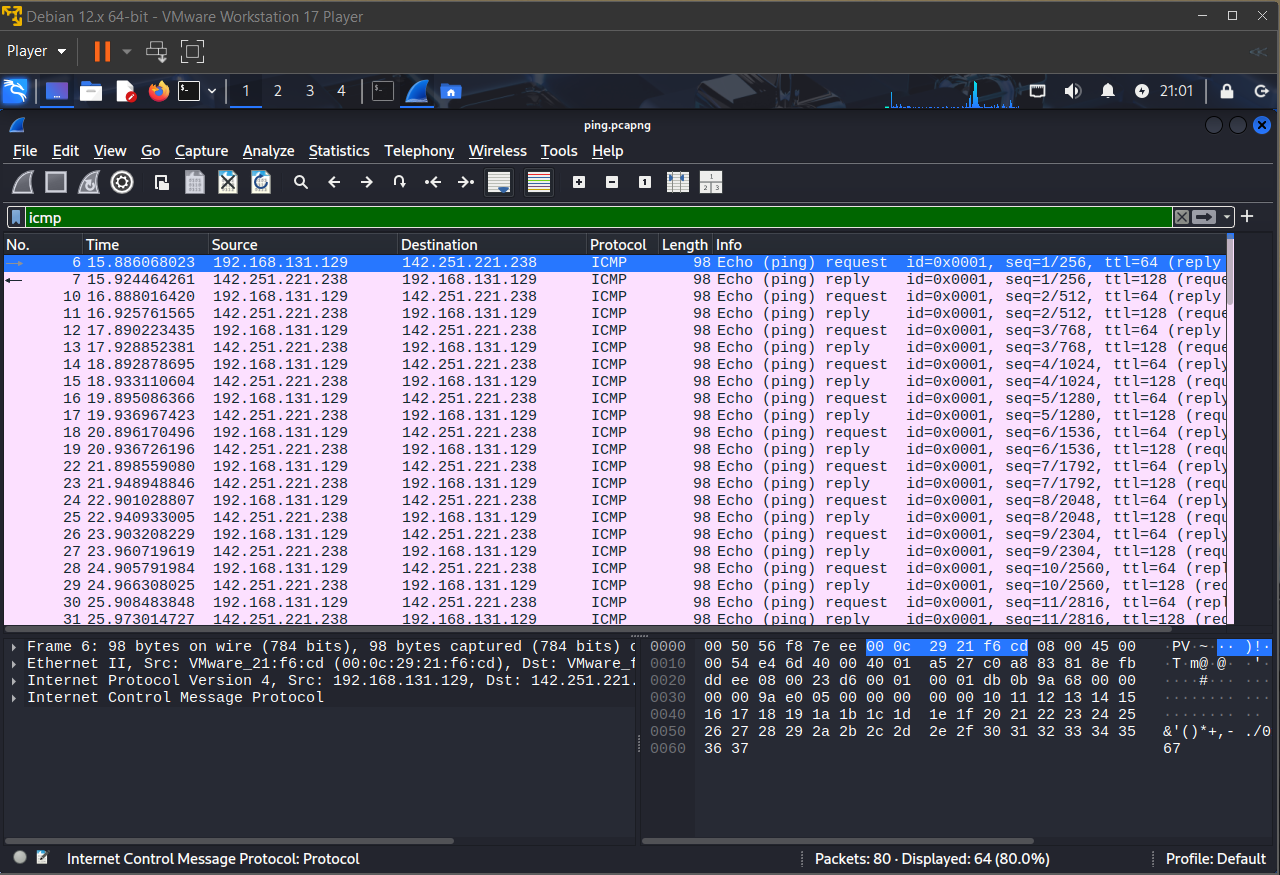 Debian 12.x 64-bit - VMware Workstation 17 Player
Player
1 2 3 4 21:01
ping.pcapng
File Edit View Go Capture Analyze Statistics Telephony Wireless Tools Help
icmp
No. Time Source Destination Protocol Length Info
6 15.886068023 192.168.131.129 142.251.221.238 ICMP 98 Echo (ping) request id=0x0001, seq=1/256, ttl=64 (reply
7 15.924464261 142.251.221.238 192.168.131.129 ICMP 98 Echo (ping) reply id=0x0001, seq=1/256, ttl=128 (reque
10 16.888016420 192.168.131.129 142.251.221.238 ICMP 98 Echo (ping) request id=0x0001, seq=2/512, ttl=64 (reply
11 16.925761565 142.251.221.238 192.168.131.129 ICMP 98 Echo (ping) reply id=0x0001, seq=2/512, ttl=128 (reque
12 17.890223435 192.168.131.129 142.251.221.238 ICMP 98 Echo (ping) request id=0x0001, seq=3/768, ttl=64 (reply
13 17.928852381 142.251.221.238 192.168.131.129 ICMP 98 Echo (ping) reply id=0x0001, seq=3/768, ttl=128 (reque
14 18.892878695 192.168.131.129 142.251.221.238 ICMP 98 Echo (ping) request id=0x0001, seq=4/1024, ttl=64 (repl
15 18.933110604 142.251.221.238 192.168.131.129 ICMP 98 Echo (ping) reply id=0x0001, seq=4/1024, ttl=128 (requ
16 19.895086366 192.168.131.129 142.251.221.238 ICMP 98 Echo (ping) request id=0x0001, seq=5/1280, ttl=64 (repl
17 19.936967423 142.251.221.238 192.168.131.129 ICMP 98 Echo (ping) reply id=0x0001, seq=5/1280, ttl=128 (requ
18 20.896170496 192.168.131.129 142.251.221.238 ICMP 98 Echo (ping) request id=0x0001, seq=6/1536, ttl=64 (repl
19 20.936726196 142.251.221.238 192.168.131.129 ICMP 98 Echo (ping) reply id=0x0001, seq=6/1536, ttl=128 (requ
22 21.898559080 192.168.131.129 142.251.221.238 ICMP 98 Echo (ping) request id=0x0001, seq=7/1792, ttl=64 (repl
23 21.948948846 142.251.221.238 192.168.131.129 ICMP 98 Echo (ping) reply id=0x0001, seq=7/1792, ttl=128 (requ
24 22.901028807 192.168.131.129 142.251.221.238 ICMP 98 Echo (ping) request id=0x0001, seq=8/2048, ttl=64 (repl
25 22.940933005 142.251.221.238 192.168.131.129 ICMP 98 Echo (ping) reply id=0x0001, seq=8/2048, ttl=128 (requ
26 23.903208229 192.168.131.129 142.251.221.238 ICMP 98 Echo (ping) request id=0x0001, seq=9/2304, ttl=64 (repl
27 23.960719619 142.251.221.238 192.168.131.129 ICMP 98 Echo (ping) reply id=0x0001, seq=9/2304, ttl=128 (requ
28 24.905791984 192.168.131.129 142.251.221.238 ICMP 98 Echo (ping) request id=0x0001, seq=10/2560, ttl=64 (rep
29 24.966308025 142.251.221.238 192.168.131.129 ICMP 98 Echo (ping) reply id=0x0001, seq=10/2560, ttl=128 (req
30 25.908483848 192.168.131.129 142.251.221.238 ICMP 98 Echo (ping) request id=0x0001, seq=11/2816, ttl=64 (rep
31 25.973014727 142.251.221.238 192.168.131.129 ICMP 98 Echo (ping) reply id=0x0001, seq=11/2816, ttl=128 (req
Frame 6: 98 bytes on wire (784 bits), 98 bytes captured (784 bits)
Ethernet II, Src: VMware_21:f6:cd (00:0c:29:21:f6:cd), Dst: VMware_f
Internet Protocol Version 4, Src: 192.168.131.129, Dst: 142.251.221.
Internet Control Message Protocol
0000 00 50 56 f8 7e ee 00 0c 29 21 f6 cd 08 00 45 00 ·PV·~··· )!····E·
0010 00 54 e4 6d 40 00 40 01 a5 27 c0 a8 83 81 8e fb ·T·m@·@· ·'······
0020 dd ee 08 00 23 d6 00 01 00 01 db 0b 9a 68 00 00 ····#···
0030 00 00 9a e0 05 00 00 00 00 00 10 11 12 13 14 15 ········
0040 16 17 18 19 1a 1b 1c 1d 1e 1f 20 21 22 23 24 25 ········
0050 26 27 28 29 2a 2b 2c 2d 2e 2f 30 31 32 33 34 35 &'()*+,- ./0
0060 36 37 67
Internet Control Message Protocol: Protocol Packets: 80 · Displayed: 64 (80.0%) Profile: Default